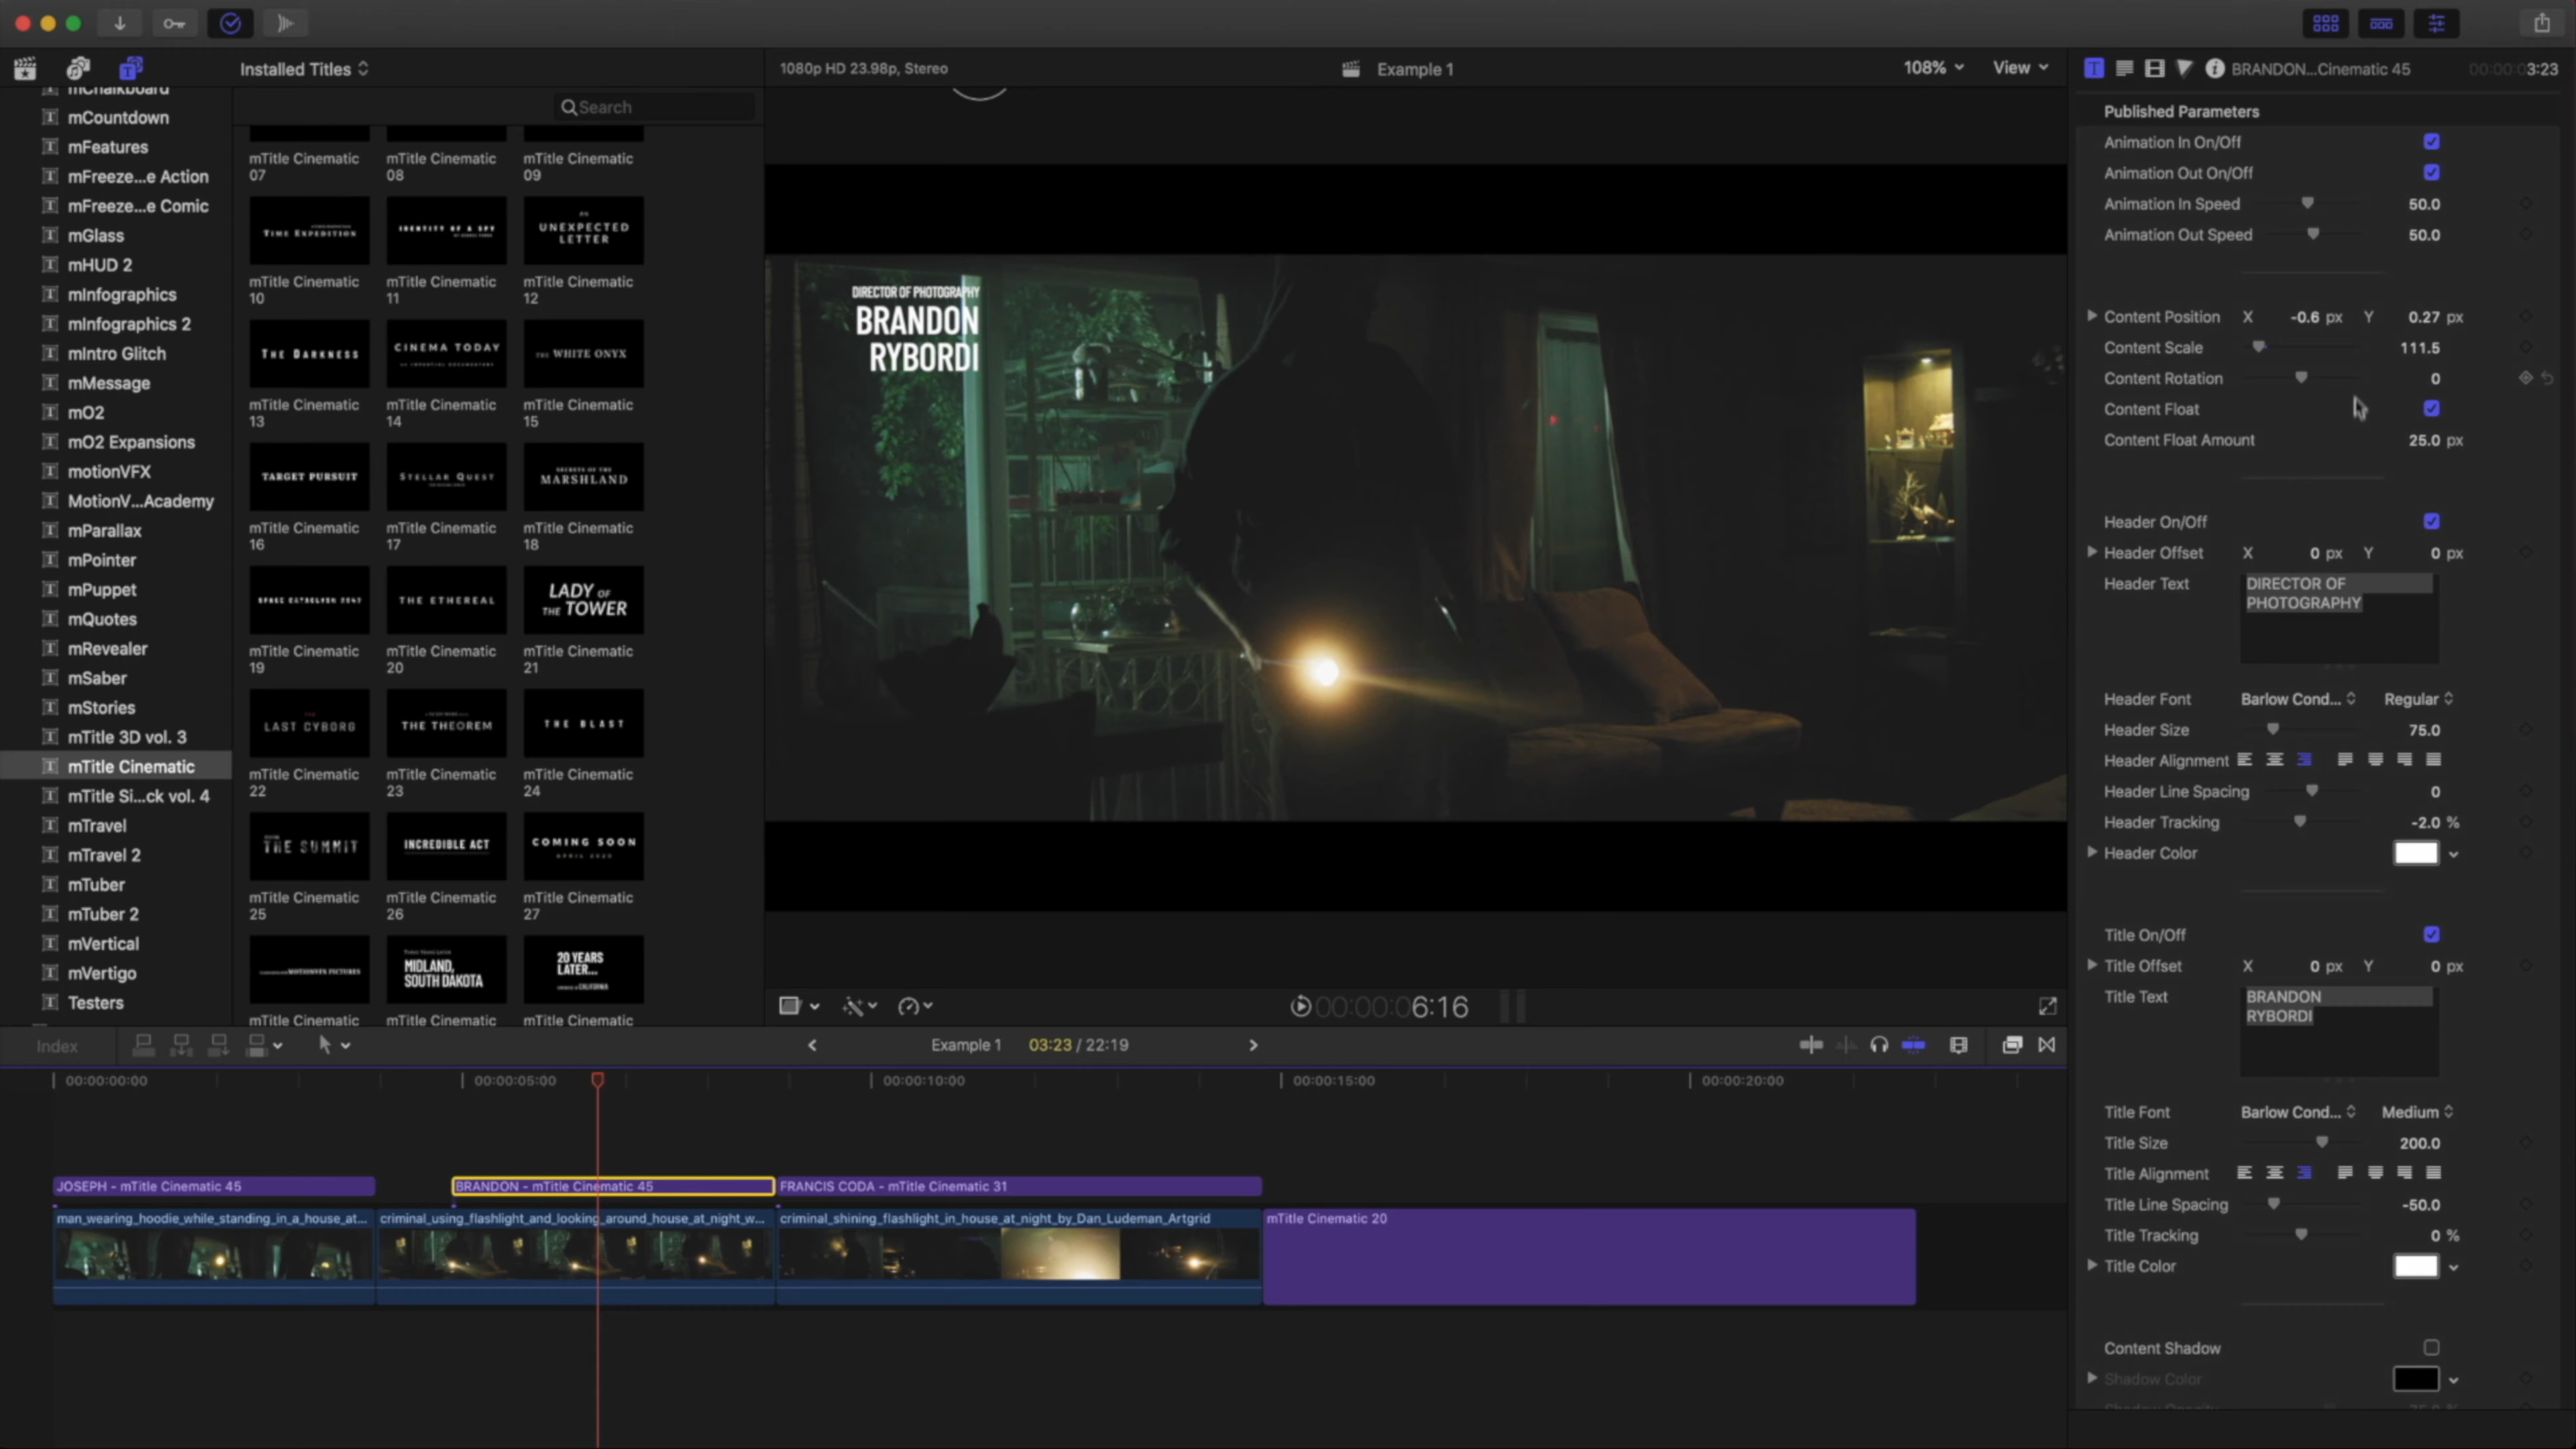 Installed Titles
1080p HD 23.98p, Stereo
Example 1
108%
View
BRANDON...Cinematic 45
00:00:03:23
mChalkboard
mCountdown
mFeatures
mFreeze...e Action
mFreeze...e Comic
mGlass
mHUD 2
mInfographics
mInfographics 2
mIntro Glitch
mMessage
mO2
mO2 Expansions
motionVFX
MotionV...Academy
mParallax
mPointer
mPuppet
mQuotes
mRevealer
mSaber
mStories
mTitle 3D vol. 3
mTitle Cinematic
mTitle Si...ck vol. 4
mTravel
mTravel 2
mTuber
mTuber 2
mVertical
mVertigo
Testers
Search
mTitle Cinematic 07
mTitle Cinematic 08
mTitle Cinematic 09
TIME EXPEDITION
IDENTITY OF A SPY
AN
UNEXPECTED
LETTER
mTitle Cinematic 10
mTitle Cinematic 11
mTitle Cinematic 12
THE DARKNESS
CINEMA TODAY
THE WHITE ONYX
mTitle Cinematic 13
mTitle Cinematic 14
mTitle Cinematic 15
TARGET PURSUIT
STELLAR QUEST
SECRETS OF THE
MARSHLAND
mTitle Cinematic 16
mTitle Cinematic 17
mTitle Cinematic 18
THE ETHEREAL
LADY OF
THE TOWER
mTitle Cinematic 19
mTitle Cinematic 20
mTitle Cinematic 21
LAST CYBORG
THE THEOREM
THE BLAST
mTitle Cinematic 22
mTitle Cinematic 23
mTitle Cinematic 24
THE SUMMIT
INCREDIBLE ACT
COMING SOON
APRIL 2020
mTitle Cinematic 25
mTitle Cinematic 26
mTitle Cinematic 27
MOTIONVFX PICTURES
THREE YEARS LATER
MIDLAND,
SOUTH DAKOTA
20 YEARS
LATER...
CALIFORNIA
mTitle Cinematic
mTitle Cinematic
mTitle Cinematic
DIRECTOR OF PHOTOGRAPHY
BRANDON
RYBORDI
00:00:06:16
Published Parameters
Animation In On/Off
Animation Out On/Off
Animation In Speed 50.0
Animation Out Speed 50.0
Content Position X -0.6 px Y 0.27 px
Content Scale 111.5
Content Rotation 0
Content Float
Content Float Amount 25.0 px
Header On/Off
Header Offset X 0 px Y 0 px
Header Text DIRECTOR OF
PHOTOGRAPHY
Header Font Barlow Cond... Regular
Header Size 75.0
Header Alignment
Header Line Spacing 0
Header Tracking -2.0 %
Header Color
Title On/Off
Title Offset X 0 px Y 0 px
Title Text BRANDON
RYBORDI
Title Font Barlow Cond... Medium
Title Size 200.0
Title Alignment
Title Line Spacing -50.0
Title Tracking 0 %
Title Color
Content Shadow
Shadow Color
Index
Example 1
03:23 / 22:19
00:00:00:00
00:00:05:00
00:00:10:00
00:00:15:00
00:00:20:00
JOSEPH - mTitle Cinematic 45
BRANDON - mTitle Cinematic 45
FRANCIS CODA - mTitle Cinematic 31
man_wearing_hoodie_while_standing_in_a_house_at...
criminal_using_flashlight_and_looking_around_house_at_night_w...
criminal_shining_flashlight_in_house_at_night_by_Dan_Ludeman_Artgrid
mTitle Cinematic 20